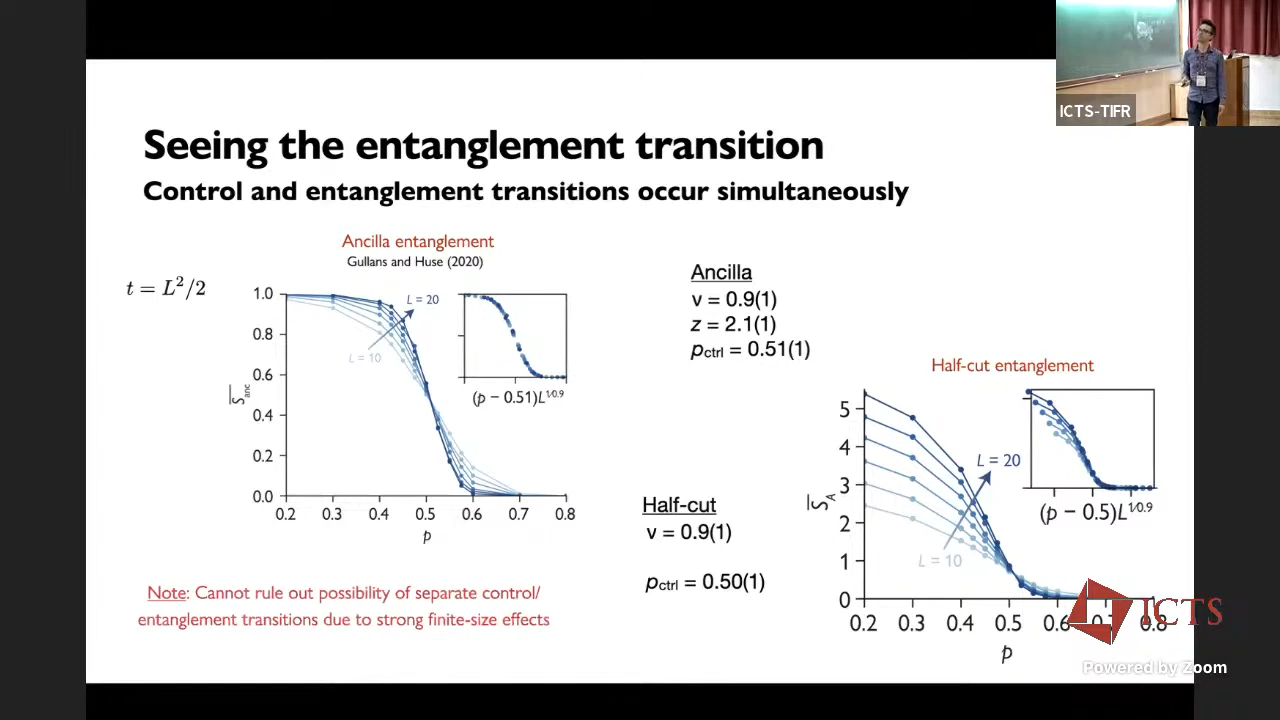 ICTS-TIFR
Seeing the entanglement transition
Control and entanglement transitions occur simultaneously
Ancilla entanglement
Gullans and Huse (2020)
t = L²/2
1.0
0.8
0.6
0.4
0.2
0.0
S̅anc
L = 20
L = 10
0.2 0.3 0.4 0.5 0.6 0.7 0.8
p
(p − 0.51)L^1/0.9
Ancilla
ν = 0.9(1)
z = 2.1(1)
pctrl = 0.51(1)
Half-cut entanglement
5
4
3
2
1
0
S̅A
L = 20
L = 10
0.2 0.3 0.4 0.5 0.6 0.7 0.8
p
(p − 0.5)L^1/0.9
Half-cut
ν = 0.9(1)
pctrl = 0.50(1)
Note: Cannot rule out possibility of separate control/
entanglement transitions due to strong finite-size effects
ICTS
Powered by Zoom